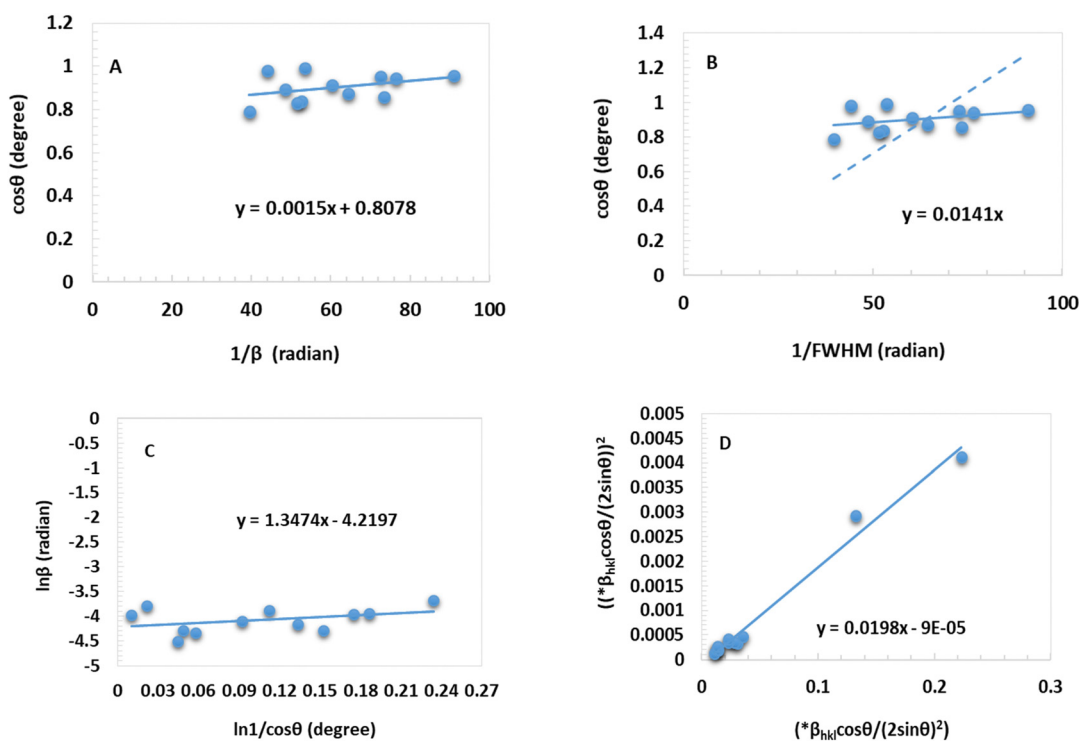 A
cosθ (degree)
1.2
1
0.8
0.6
0.4
0.2
0
y = 0.0015x + 0.8078
0 20 40 60 80 100
1/β (radian)
B
cosθ (degree)
1.4
1.2
1
0.8
0.6
0.4
0.2
0
y = 0.0141x
0 50 100
1/FWHM (radian)
C
lnβ (radian)
0
-0.5
-1
-1.5
-2
-2.5
-3
-3.5
-4
-4.5
-5
y = 1.3474x - 4.2197
0 0.03 0.06 0.09 0.12 0.15 0.18 0.21 0.24 0.27
ln1/cosθ (degree)
D
((*βhklcosθ/(2sinθ))²
0.005
0.0045
0.004
0.0035
0.003
0.0025
0.002
0.0015
0.001
0.0005
0
y = 0.0198x - 9E-05
0 0.1 0.2 0.3
(*βhklcosθ/(2sinθ)²)